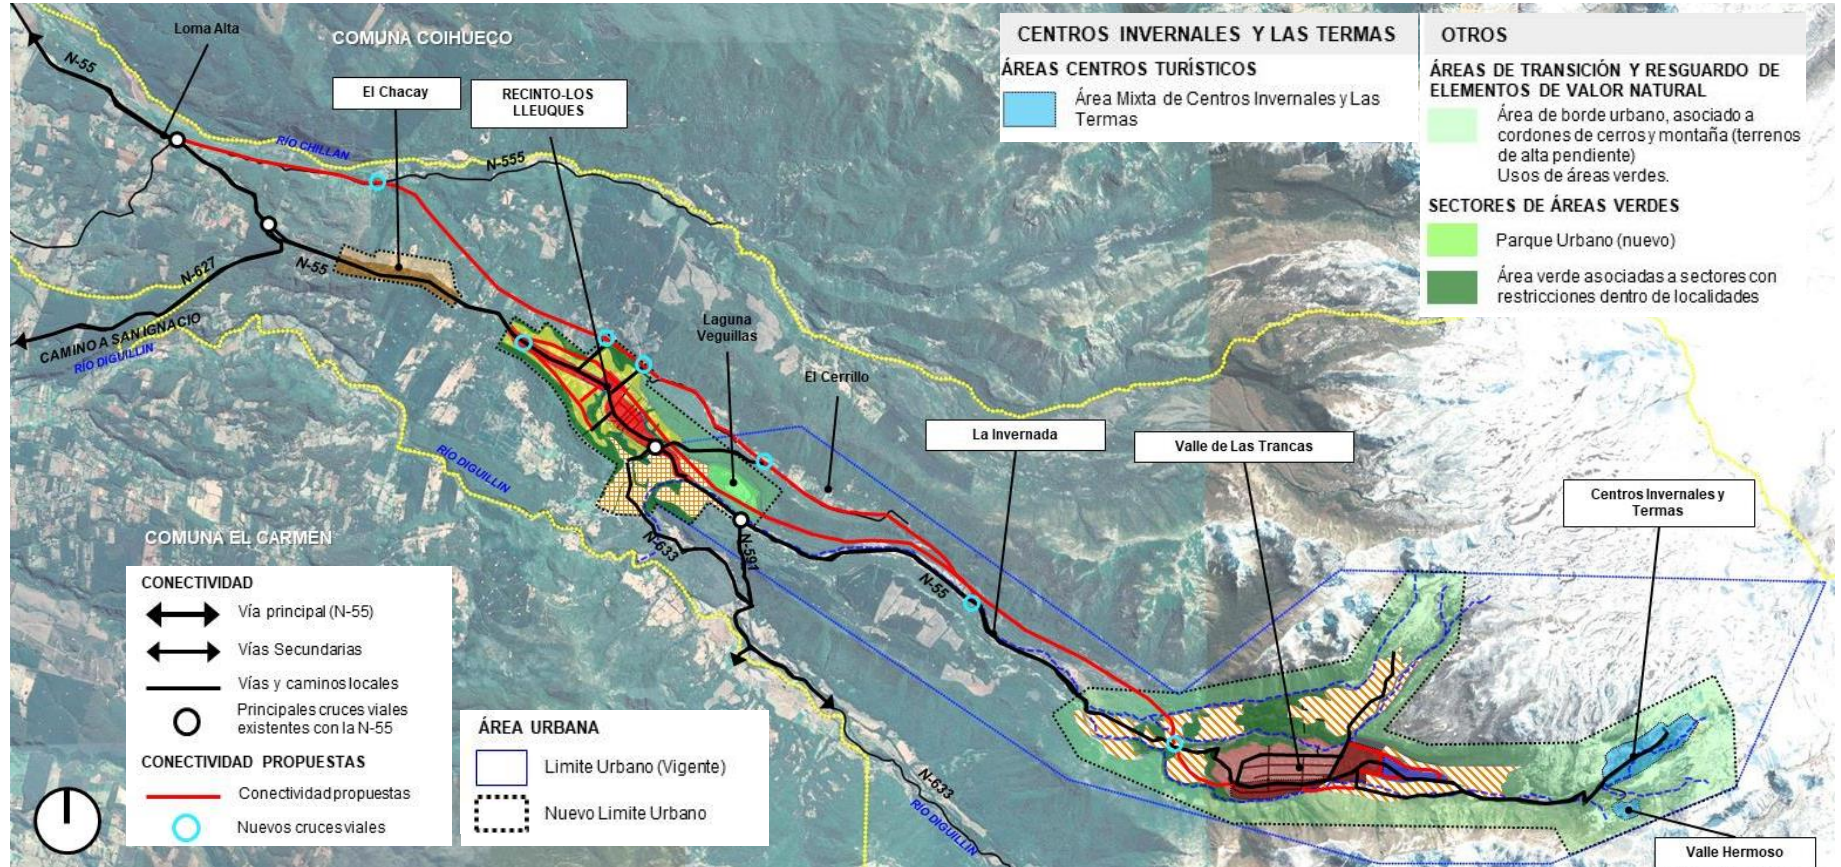 Loma Alta
COMUNA COIHUECO
N-55
El Chacay
RECINTO-LOS
LLEUQUES
RÍO CHILLAN
N-555
N-627
N-55
CAMINO A SAN IGNACIO
RÍO DIGUILLIN
Laguna
Veguillas
El Cerrillo
La Invernada
Valle de Las Trancas
Centros Invernales y
Termas
RÍO DIGUILLIN
N-633
N-591
N-55
COMUNA EL CARMEN
N-633
RÍO DIGUILLIN
Valle Hermoso
CENTROS INVERNALES Y LAS TERMAS
ÁREAS CENTROS TURÍSTICOS
Área Mixta de Centros Invernales y Las
Termas
OTROS
ÁREAS DE TRANSICIÓN Y RESGUARDO DE
ELEMENTOS DE VALOR NATURAL
Área de borde urbano, asociado a
cordones de cerros y montaña (terrenos
de alta pendiente)
Usos de áreas verdes.
SECTORES DE ÁREAS VERDES
Parque Urbano (nuevo)
Área verde asociadas a sectores con
restricciones dentro de localidades
CONECTIVIDAD
Vía principal (N-55)
Vías Secundarias
Vías y caminos locales
Principales cruces viales
existentes con la N-55
CONECTIVIDAD PROPUESTAS
Conectividad propuestas
Nuevos cruces viales
ÁREA URBANA
Limite Urbano (Vigente)
Nuevo Limite Urbano